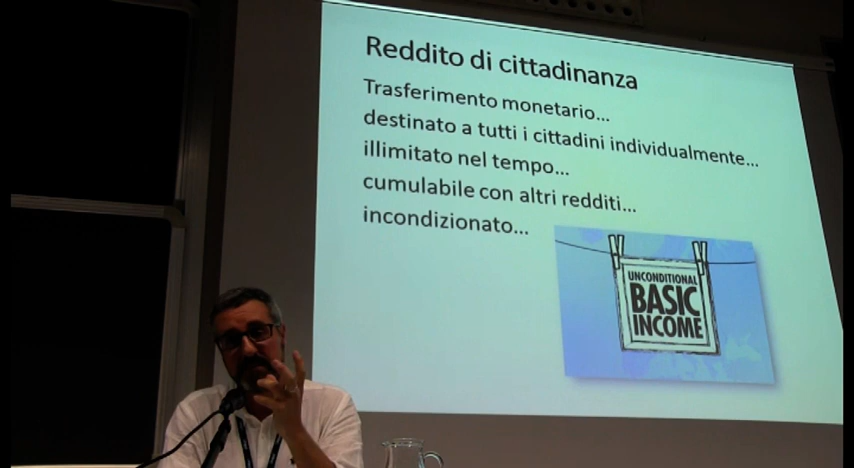 Reddito di cittadinanza
Trasferimento monetario...
destinato a tutti i cittadini individualmente...
illimitato nel tempo...
cumulabile con altri redditi...
incondizionato...
UNCONDITIONAL
BASIC
INCOME